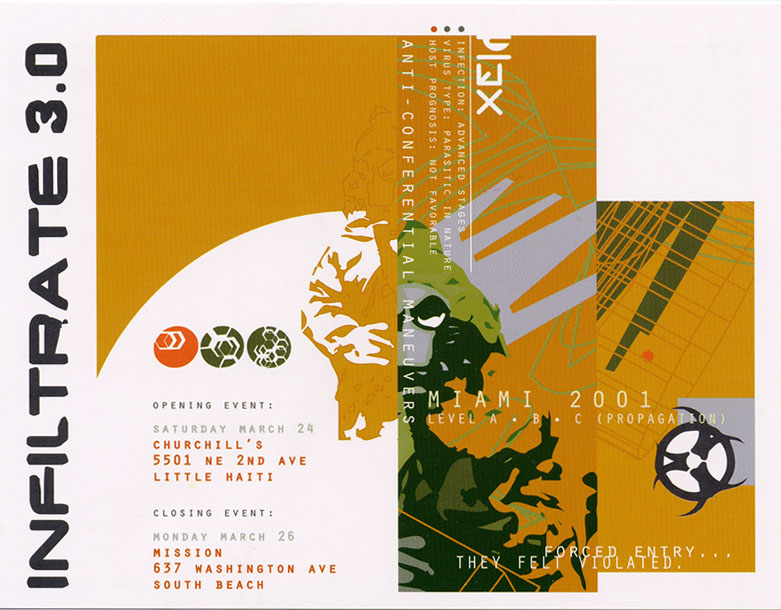 INFILTRATE 3.0
plex
INFECTION: ADVANCED STAGES
VIRUS TYPE: PARASITIC IN NATURE
HOST PROGNOSIS: NOT FAVORABLE
ANTI-CONFERENTIAL MANEUVERS
MIAMI 2001
LEVEL A • B • C (PROPAGATION)
OPENING EVENT:
SATURDAY MARCH 24
CHURCHILL'S
5501 NE 2ND AVE
LITTLE HAITI
CLOSING EVENT:
MONDAY MARCH 26
MISSION
637 WASHINGTON AVE
SOUTH BEACH
FORCED ENTRY...
THEY FELT VIOLATED.